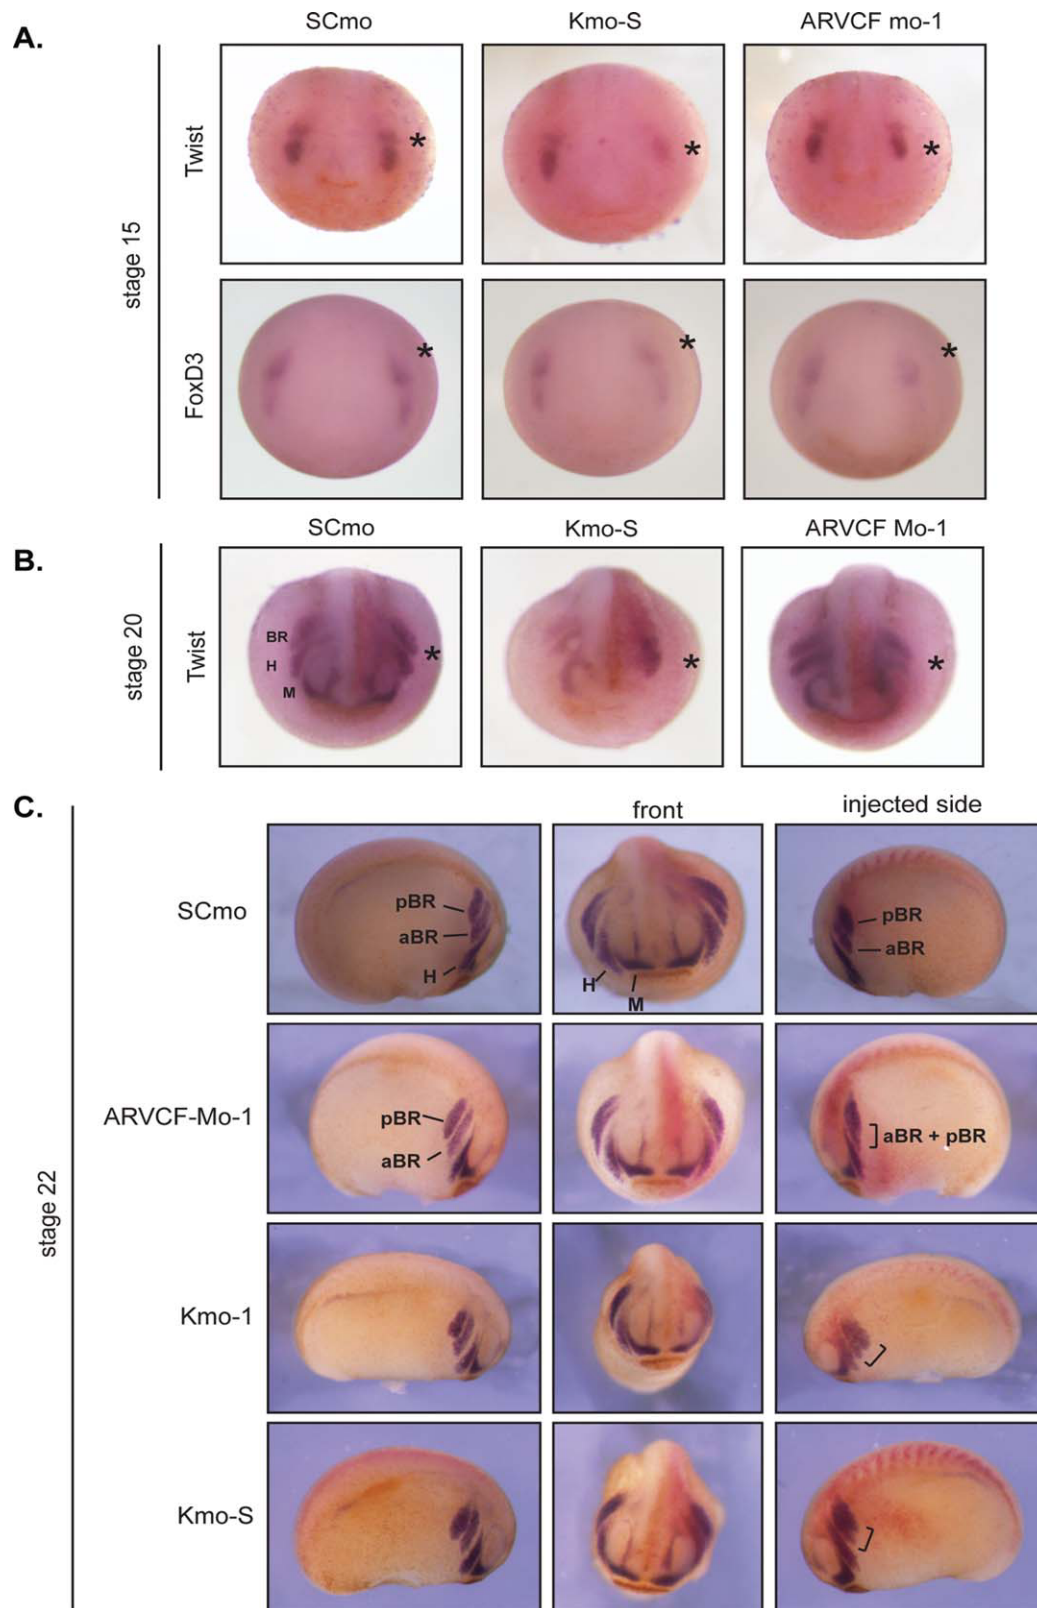 A.
SCmo Kmo-S ARVCF mo-1
stage 15
Twist
*
*
*
FoxD3
*
*
*
B.
SCmo Kmo-S ARVCF Mo-1
stage 20
Twist
BR
H
M
*
*
*
C.
front injected side
stage 22
SCmo
pBR
aBR
H
H
M
pBR
aBR
ARVCF-Mo-1
pBR
aBR
aBR + pBR
Kmo-1
Kmo-S